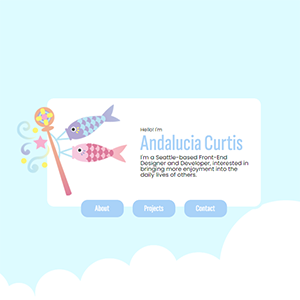 Hello! I'm
Andalucia Curtis
I'm a Seattle-based Front-End
Designer and Developer, interested in
bringing more enjoyment into the
daily lives of others.
About
Projects
Contact